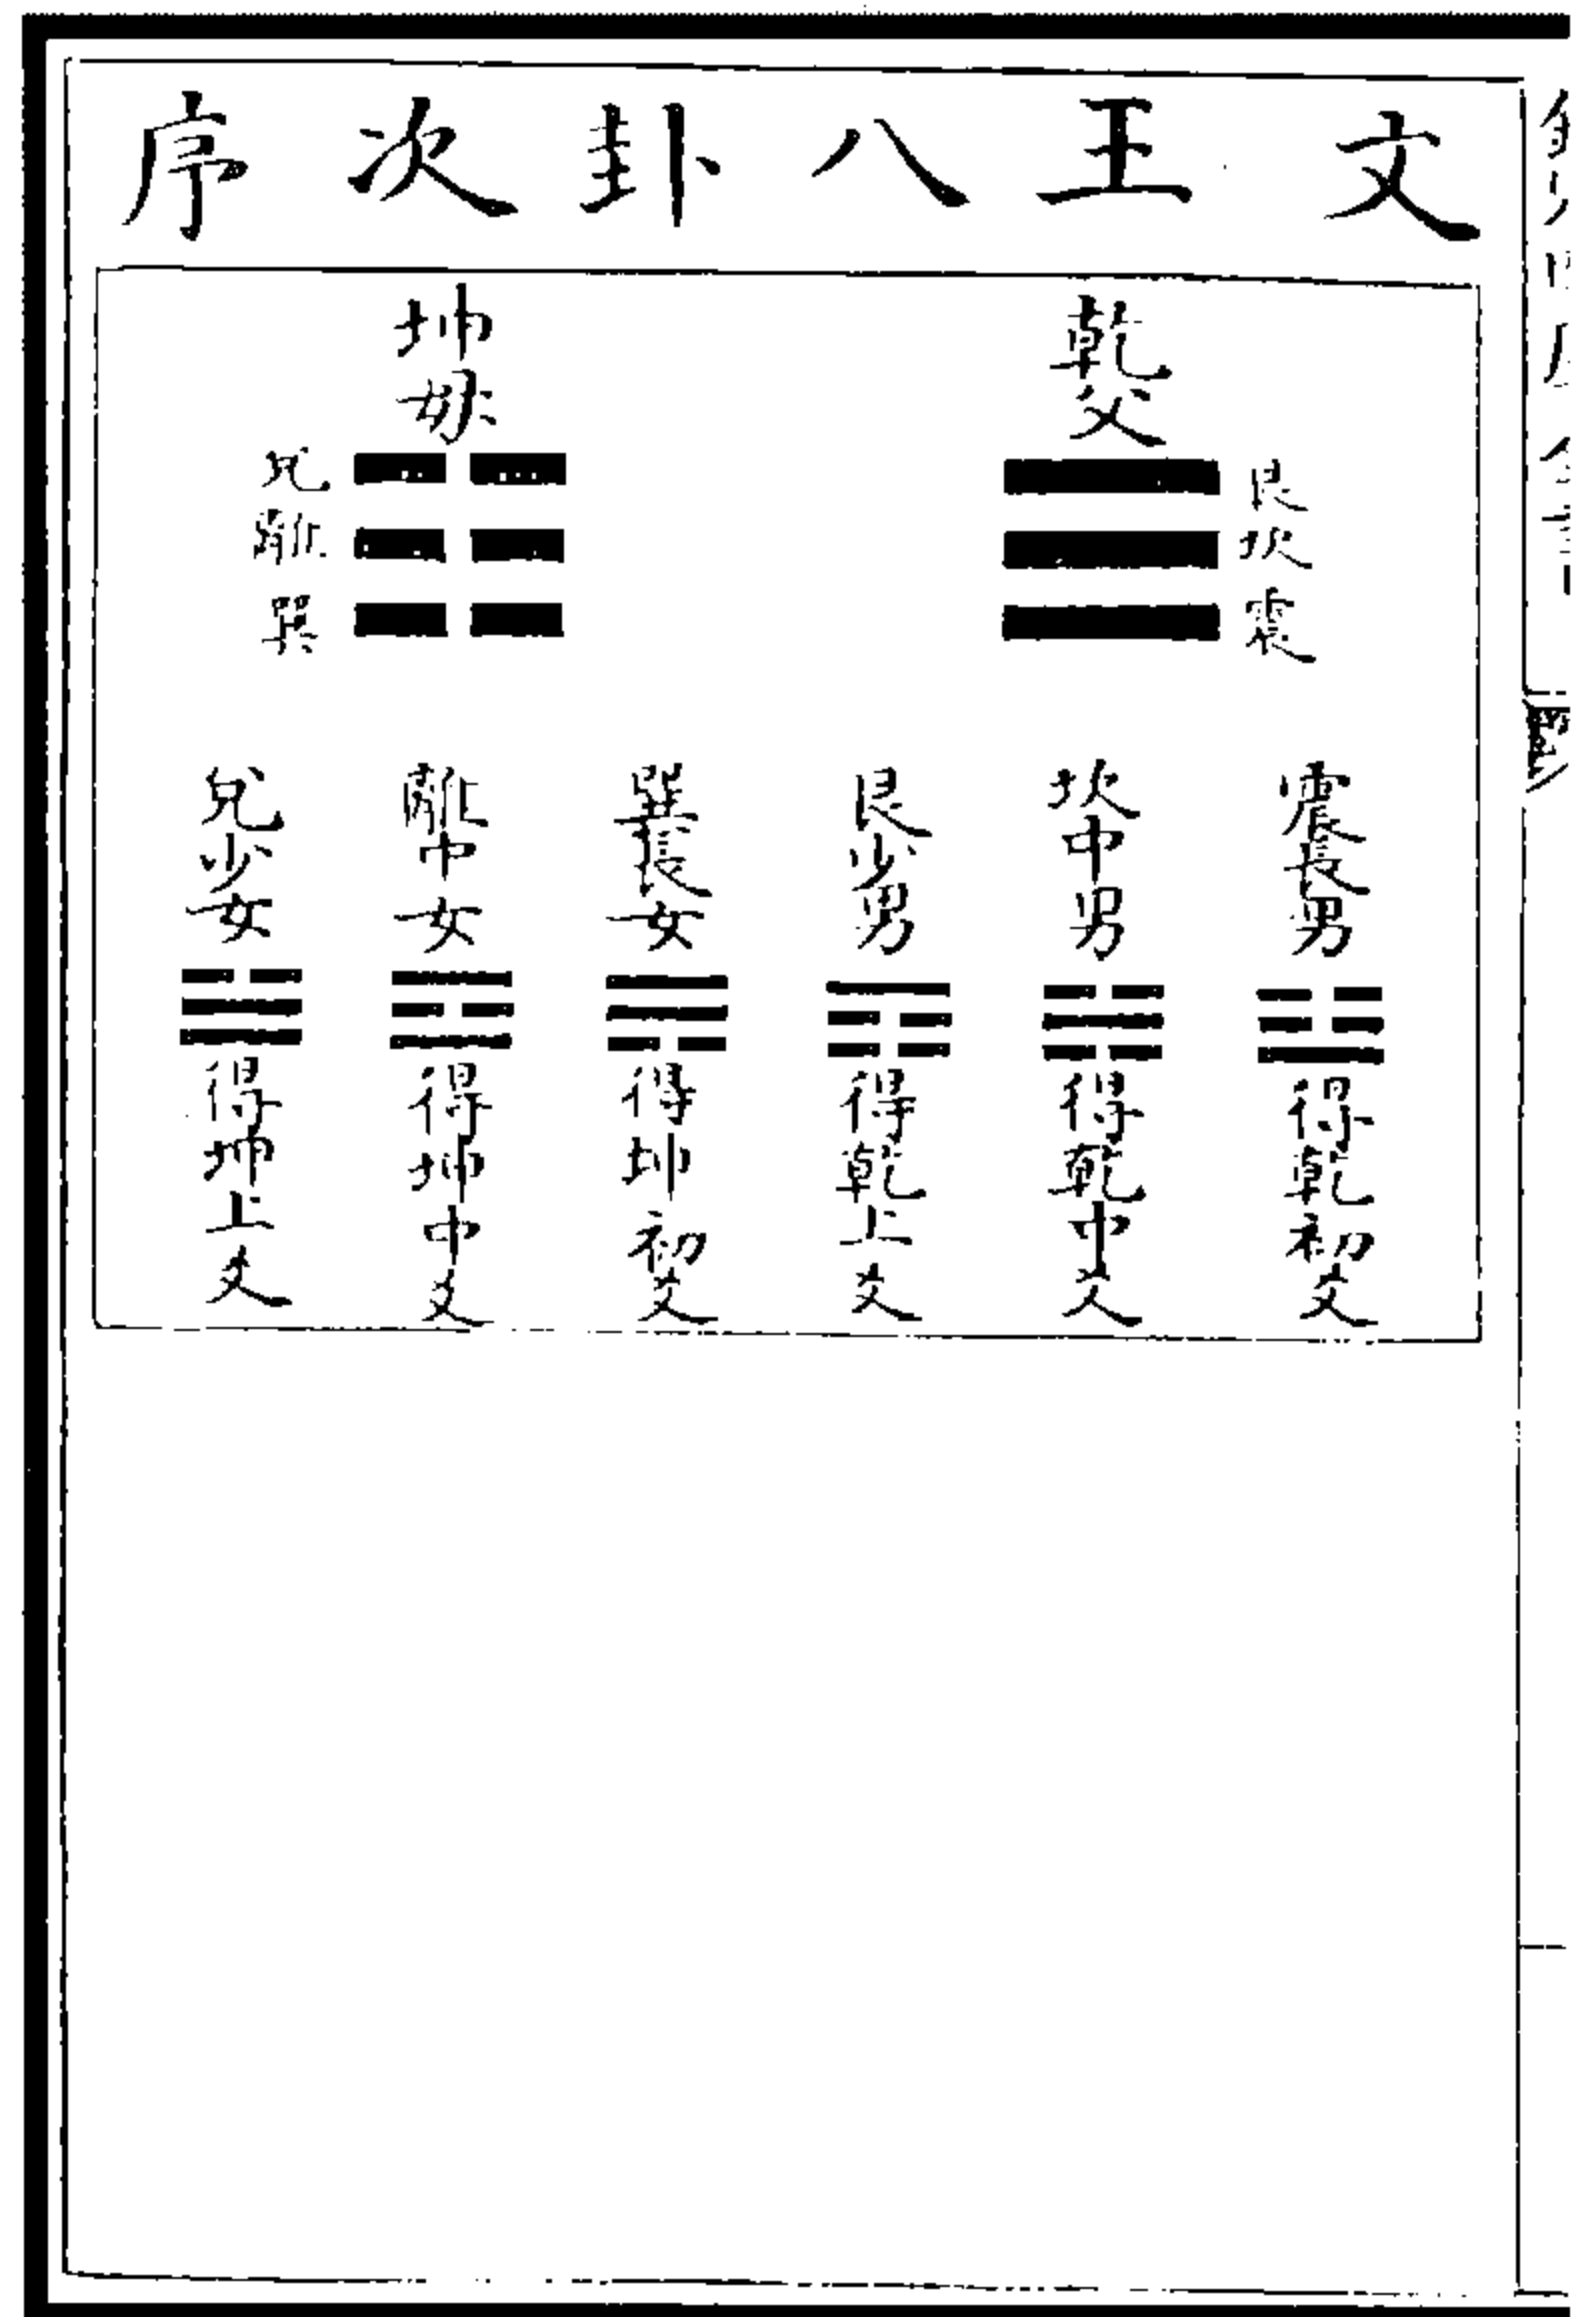 文王八卦次序
乾父
艮
坎
震
坤母
兌
離
巽
震長男
得乾初爻
坎中男
得乾中爻
艮少男
得乾上爻
巽長女
得坤初爻
離中女
得坤中爻
兌少女
得坤上爻